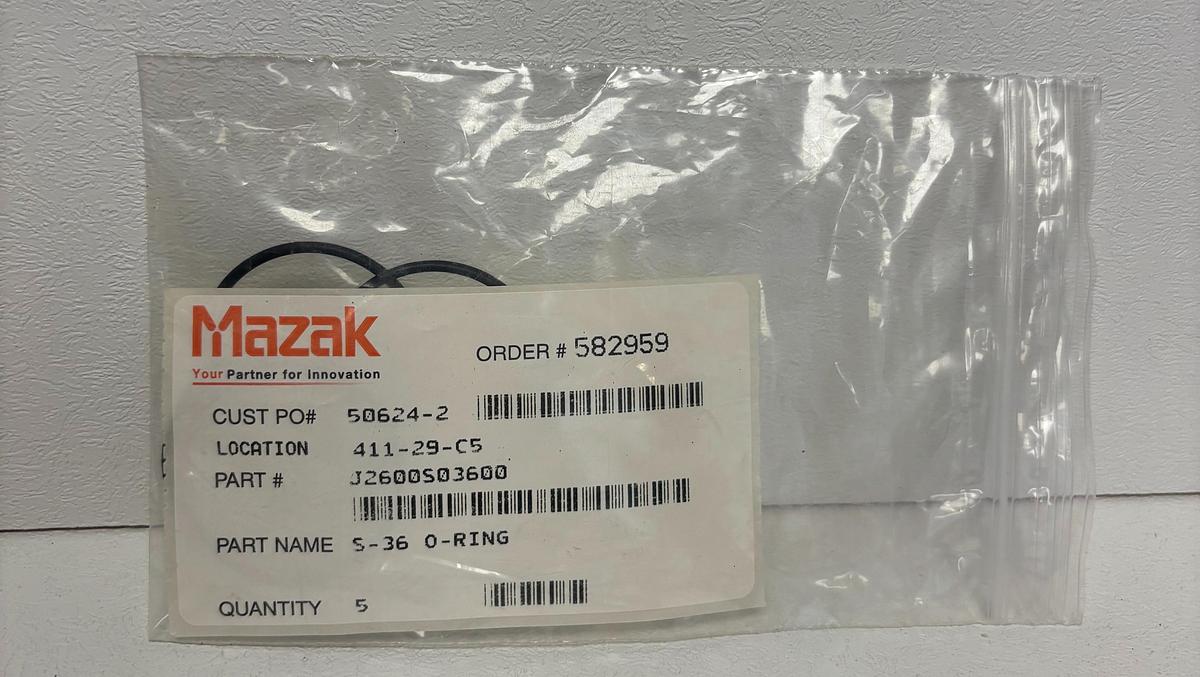 Mazak
Your Partner for Innovation
ORDER # 582959
CUST PO# 50624-2
LOCATION 411-29-C5
PART # J2600S03600
PART NAME S-36 O-RING
QUANTITY 5